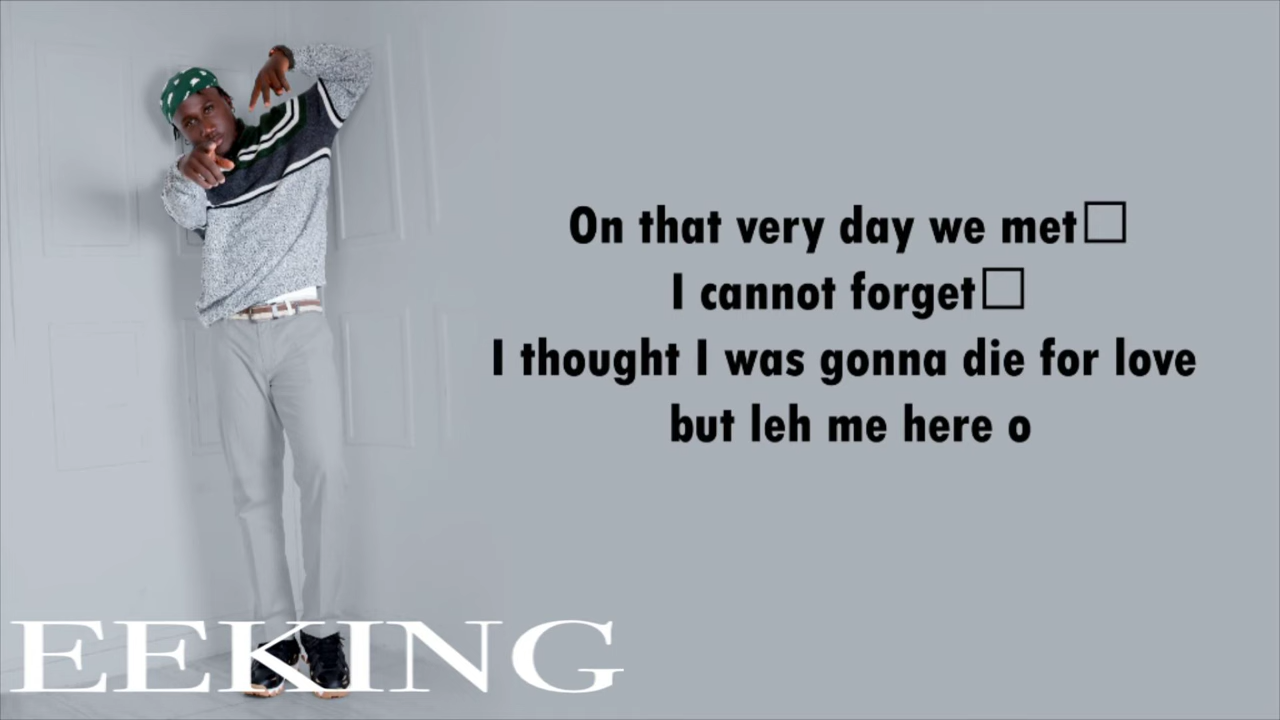 On that very day we met□
I cannot forget□
I thought I was gonna die for love
but leh me here o
EEKING